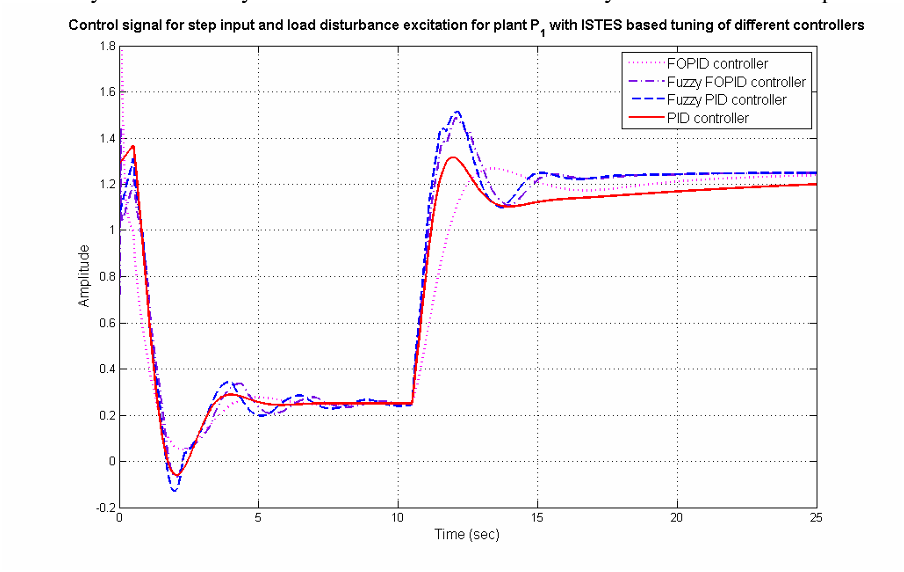 Control signal for step input and load disturbance excitation for plant P1 with ISTES based tuning of different controllers
1.8
FOPID controller
Fuzzy FOPID controller
Fuzzy PID controller
PID controller
1.6
1.4
1.2
1
0.8
0.6
0.4
0.2
0
-0.2
Amplitude
0 5 10 15 20 25
Time (sec)